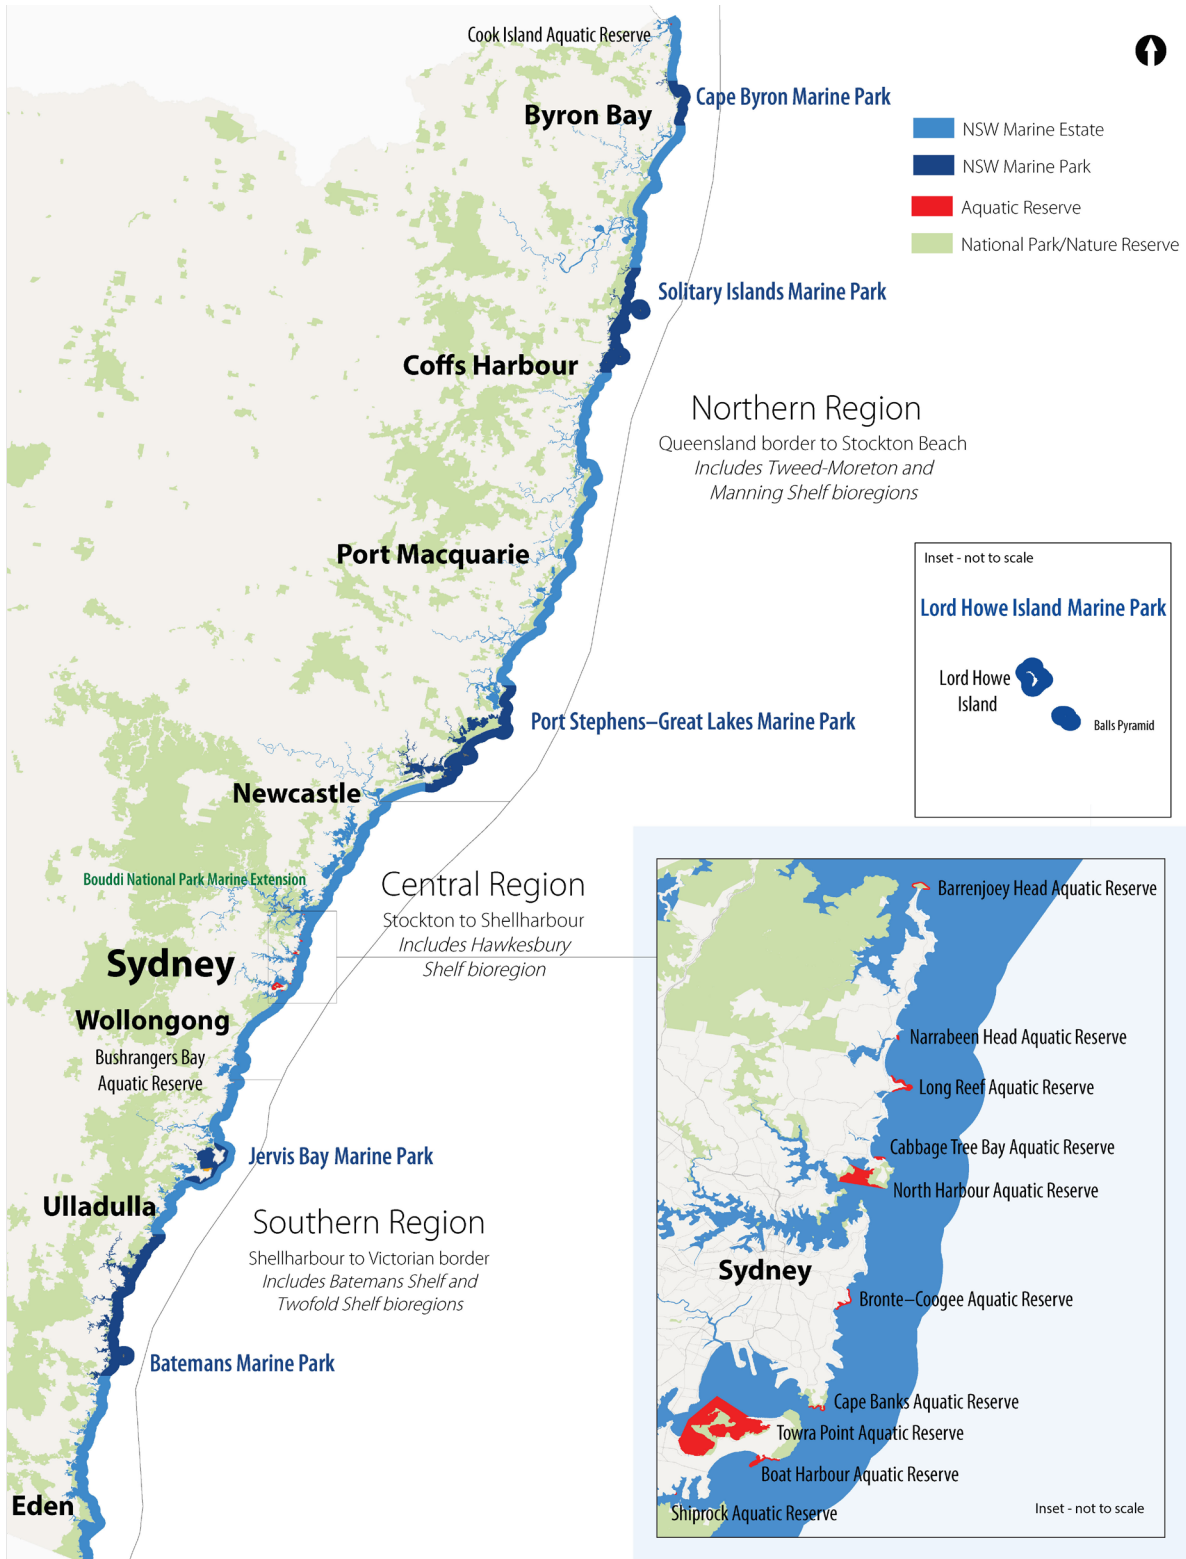 Cook Island Aquatic Reserve
Cape Byron Marine Park
Byron Bay
NSW Marine Estate
NSW Marine Park
Aquatic Reserve
National Park/Nature Reserve
Solitary Islands Marine Park
Coffs Harbour
Northern Region
Queensland border to Stockton Beach
Includes Tweed-Moreton and
Manning Shelf bioregions
Port Macquarie
Inset - not to scale
Lord Howe Island Marine Park
Lord Howe
Island
Balls Pyramid
Port Stephens–Great Lakes Marine Park
Newcastle
Bouddi National Park Marine Extension
Central Region
Stockton to Shellharbour
Includes Hawkesbury
Shelf bioregion
Sydney
Wollongong
Bushrangers Bay
Aquatic Reserve
Jervis Bay Marine Park
Ulladulla
Southern Region
Shellharbour to Victorian border
Includes Batemans Shelf and
Twofold Shelf bioregions
Batemans Marine Park
Eden
Barrenjoey Head Aquatic Reserve
Narrabeen Head Aquatic Reserve
Long Reef Aquatic Reserve
Cabbage Tree Bay Aquatic Reserve
North Harbour Aquatic Reserve
Sydney
Bronte–Coogee Aquatic Reserve
Cape Banks Aquatic Reserve
Towra Point Aquatic Reserve
Boat Harbour Aquatic Reserve
Shiprock Aquatic Reserve
Inset - not to scale